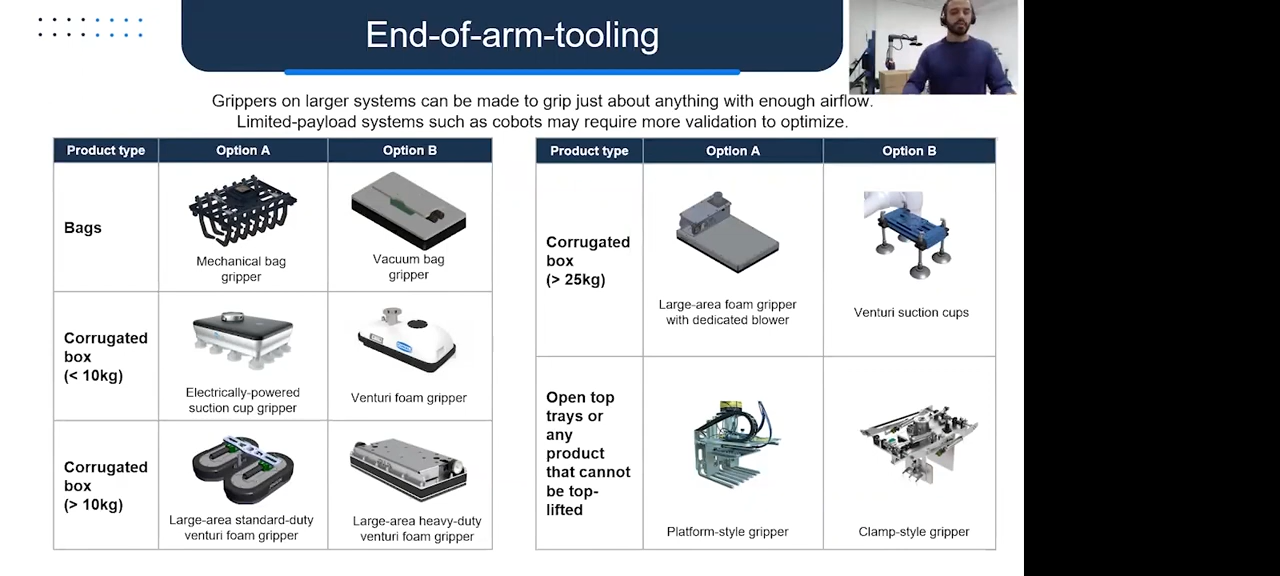 End-of-arm-tooling
Grippers on larger systems can be made to grip just about anything with enough airflow.
Limited-payload systems such as cobots may require more validation to optimize.
Product type
Option A
Option B
Bags
Mechanical bag
gripper
Vacuum bag
gripper
Corrugated
box
(< 10kg)
Electrically-powered
suction cup gripper
Venturi foam gripper
Corrugated
box
(> 10kg)
Large-area standard-duty
venturi foam gripper
Large-area heavy-duty
venturi foam gripper
Product type
Option A
Option B
Corrugated
box
(> 25kg)
Large-area foam gripper
with dedicated blower
Venturi suction cups
Open top
trays or
any
product
that cannot
be top-
lifted
Platform-style gripper
Clamp-style gripper